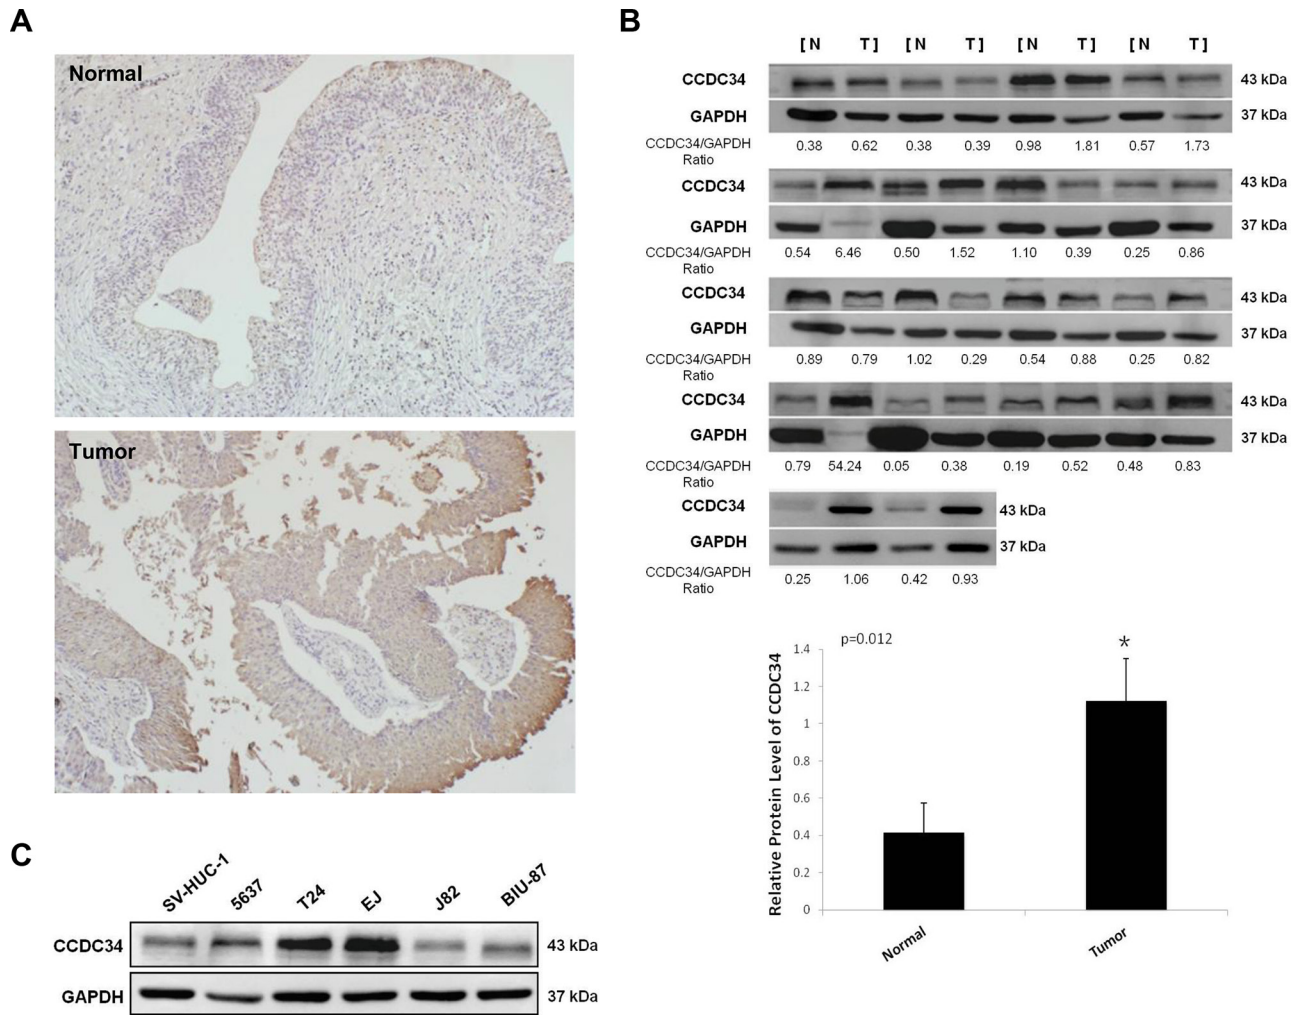 A
Normal
Tumor
B
[ N T ] [ N T ] [ N T ] [ N T ]
CCDC34 43 kDa
GAPDH 37 kDa
CCDC34/GAPDH 0.38 0.62 0.38 0.39 0.98 1.81 0.57 1.73
Ratio
CCDC34 43 kDa
GAPDH 37 kDa
CCDC34/GAPDH 0.54 6.46 0.50 1.52 1.10 0.39 0.25 0.86
Ratio
CCDC34 43 kDa
GAPDH 37 kDa
CCDC34/GAPDH 0.89 0.79 1.02 0.29 0.54 0.88 0.25 0.82
Ratio
CCDC34 43 kDa
GAPDH 37 kDa
CCDC34/GAPDH 0.79 54.24 0.05 0.38 0.19 0.52 0.48 0.83
Ratio
CCDC34 43 kDa
GAPDH 37 kDa
CCDC34/GAPDH 0.25 1.06 0.42 0.93
Ratio
p=0.012
*
Relative Protein Level of CCDC34
1.4
1.2
1
0.8
0.6
0.4
0.2
0
Normal Tumor
C
SV-HUC-1 5637 T24 EJ J82 BIU-87
CCDC34 43 kDa
GAPDH 37 kDa